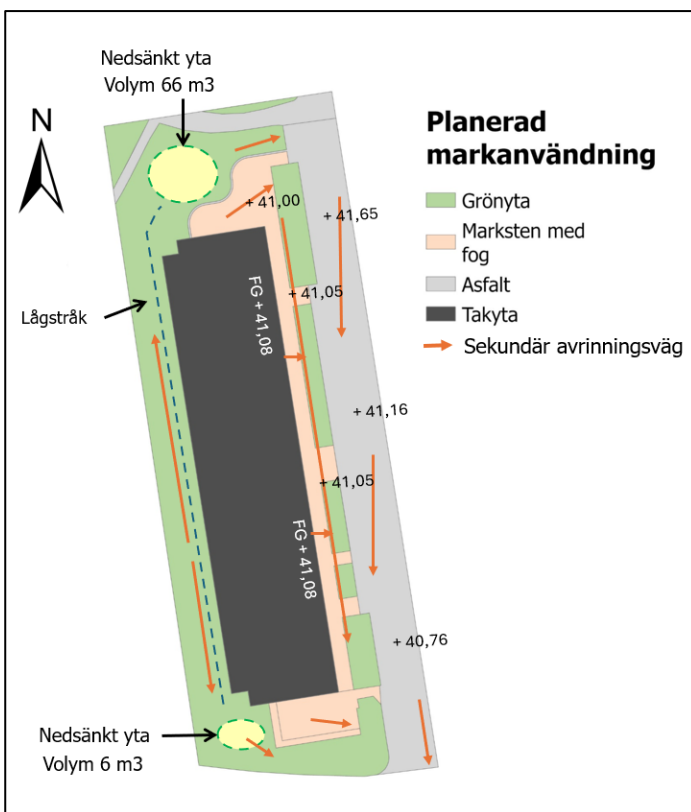 Nedsänkt yta
Volym 66 m3
N
Planerad
markanvändning
Grönyta
Marksten med
fog
Asfalt
Takyta
Sekundär avrinningsväg
+ 41,00
+ 41,65
+ 41,05
FG + 41,08
Lågstråk
+ 41,16
+ 41,05
FG + 41,08
+ 40,76
Nedsänkt yta
Volym 6 m3